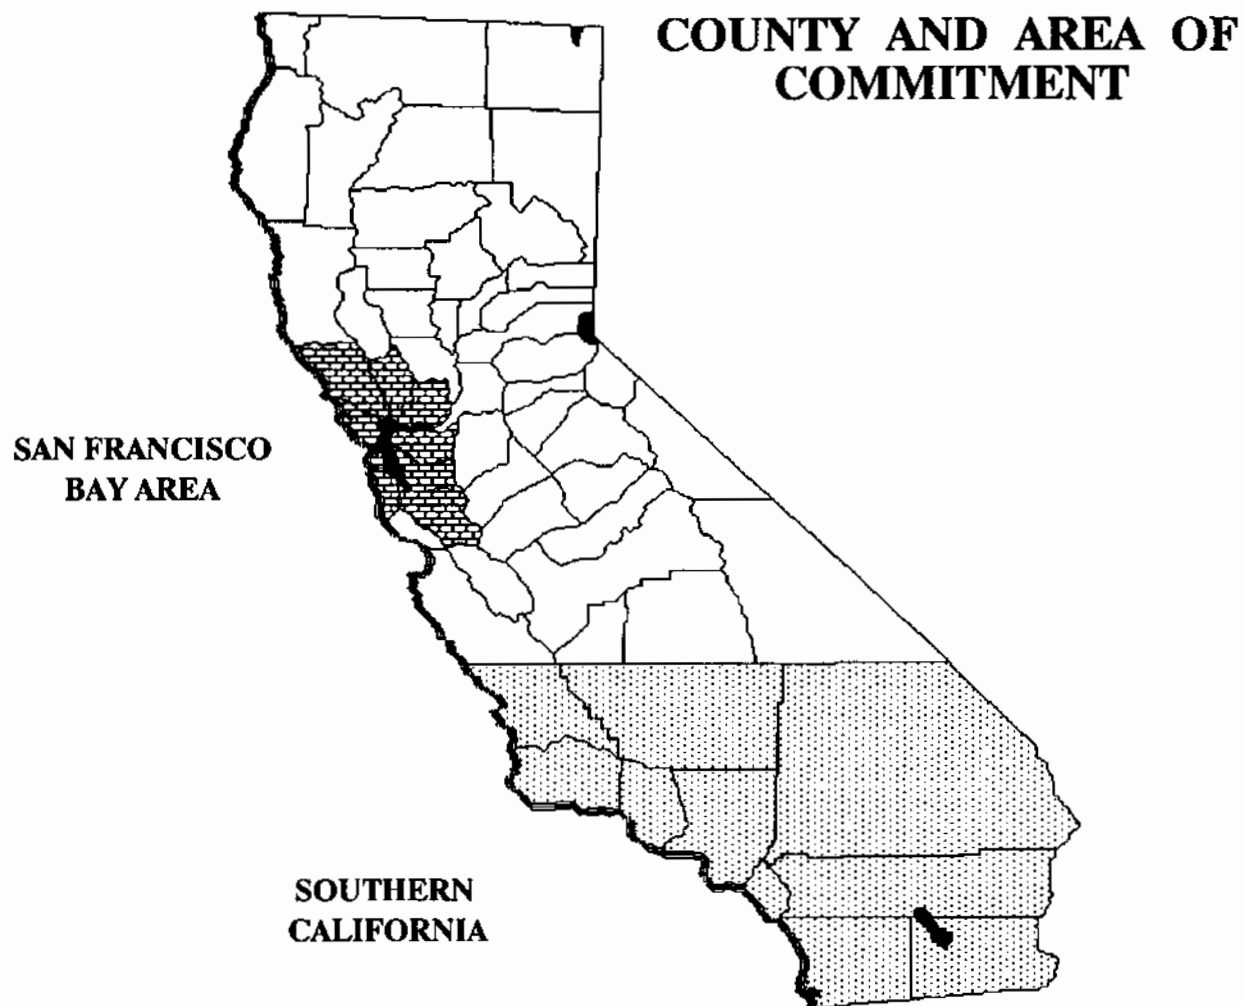 COUNTY AND AREA OF
COMMITMENT
SAN FRANCISCO
BAY AREA
SOUTHERN
CALIFORNIA